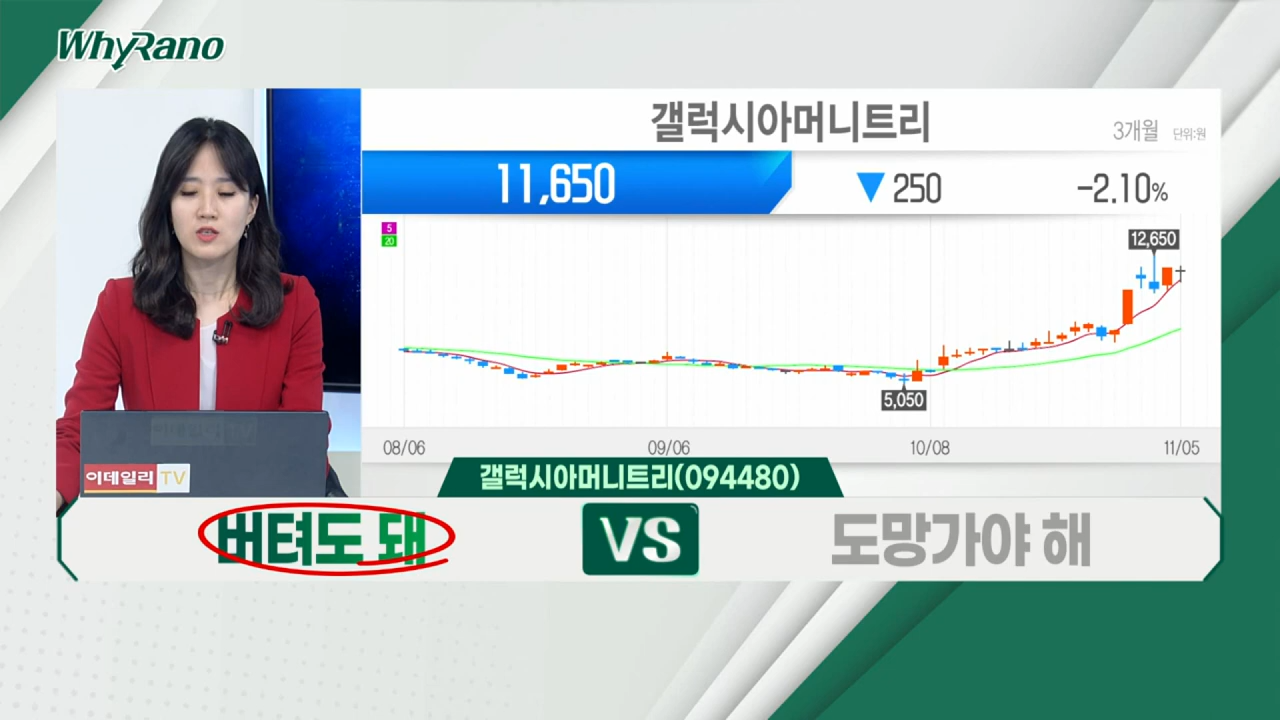 WhyRano
갤럭시아머니트리
3개월 단위:원
11,650
▼250
-2.10%
5
20
12,650
5,050
08/06 09/06 10/08 11/05
이데일리TV
갤럭시아머니트리(094480)
버텨도 돼 VS 도망가야 해